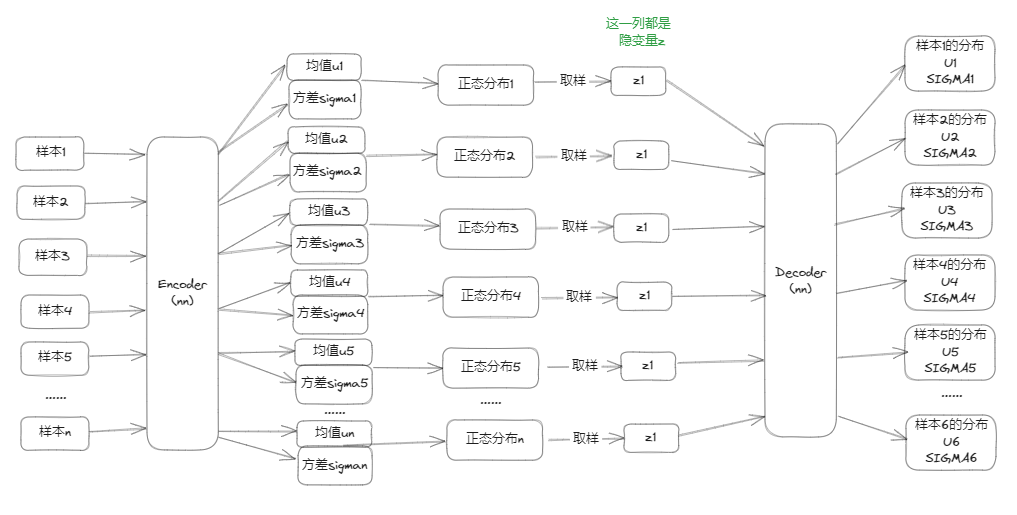 这一列都是
隐变量z
样本1
样本2
样本3
样本4
样本5
......
样本n
Encoder
(nn)
均值u1
方差sigma1
均值u2
方差sigma2
均值u3
方差sigma3
均值u4
方差sigma4
均值u5
方差sigma5
......
均值un
方差sigman
正态分布1
正态分布2
正态分布3
正态分布4
正态分布5
......
正态分布n
取样
取样
取样
取样
取样
取样
z1
z1
z1
z1
z1
z1
Decoder
(nn)
样本1的分布
U1
SIGMA1
样本2的分布
U2
SIGMA2
样本3的分布
U3
SIGMA3
样本4的分布
U4
SIGMA4
样本5的分布
U5
SIGMA5
......
样本6的分布
U6
SIGMA6